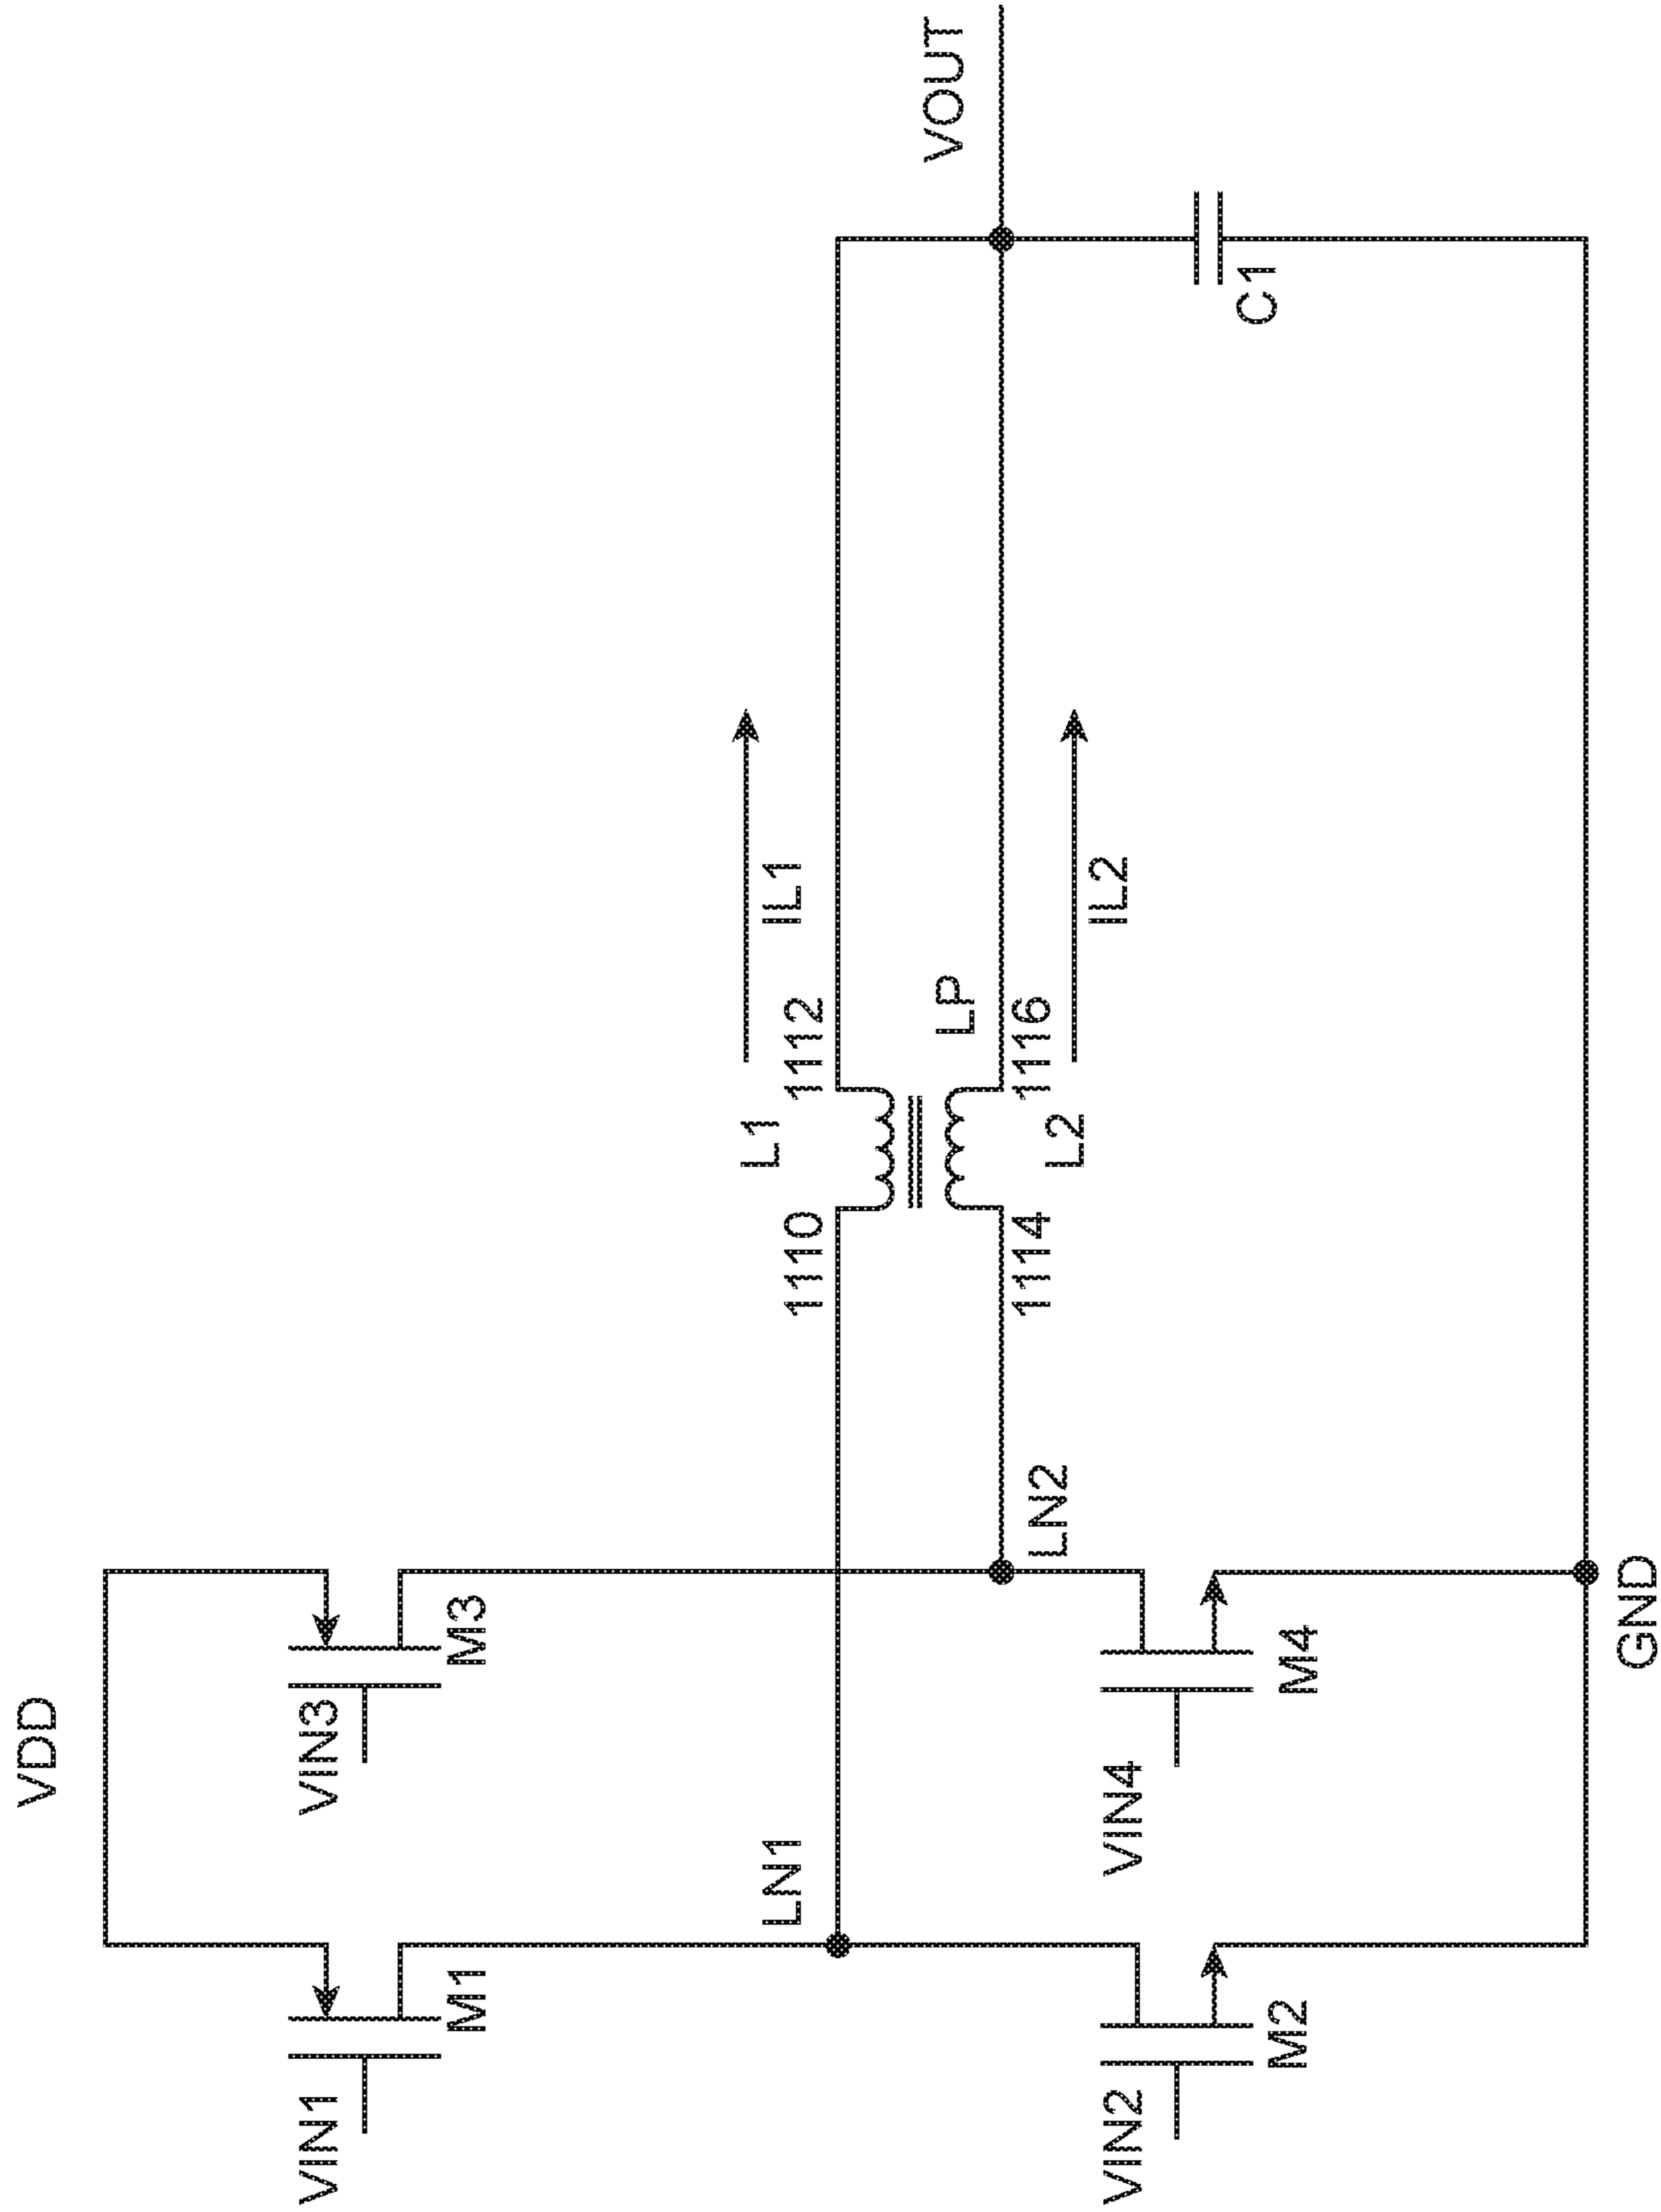 VDD
VIN1
M1
VIN3
M3
LN1
1110
L1
1112
IL1
LP
VOUT
LN2
1114
L2
1116
IL2
VIN2
M2
VIN4
M4
C1
GND